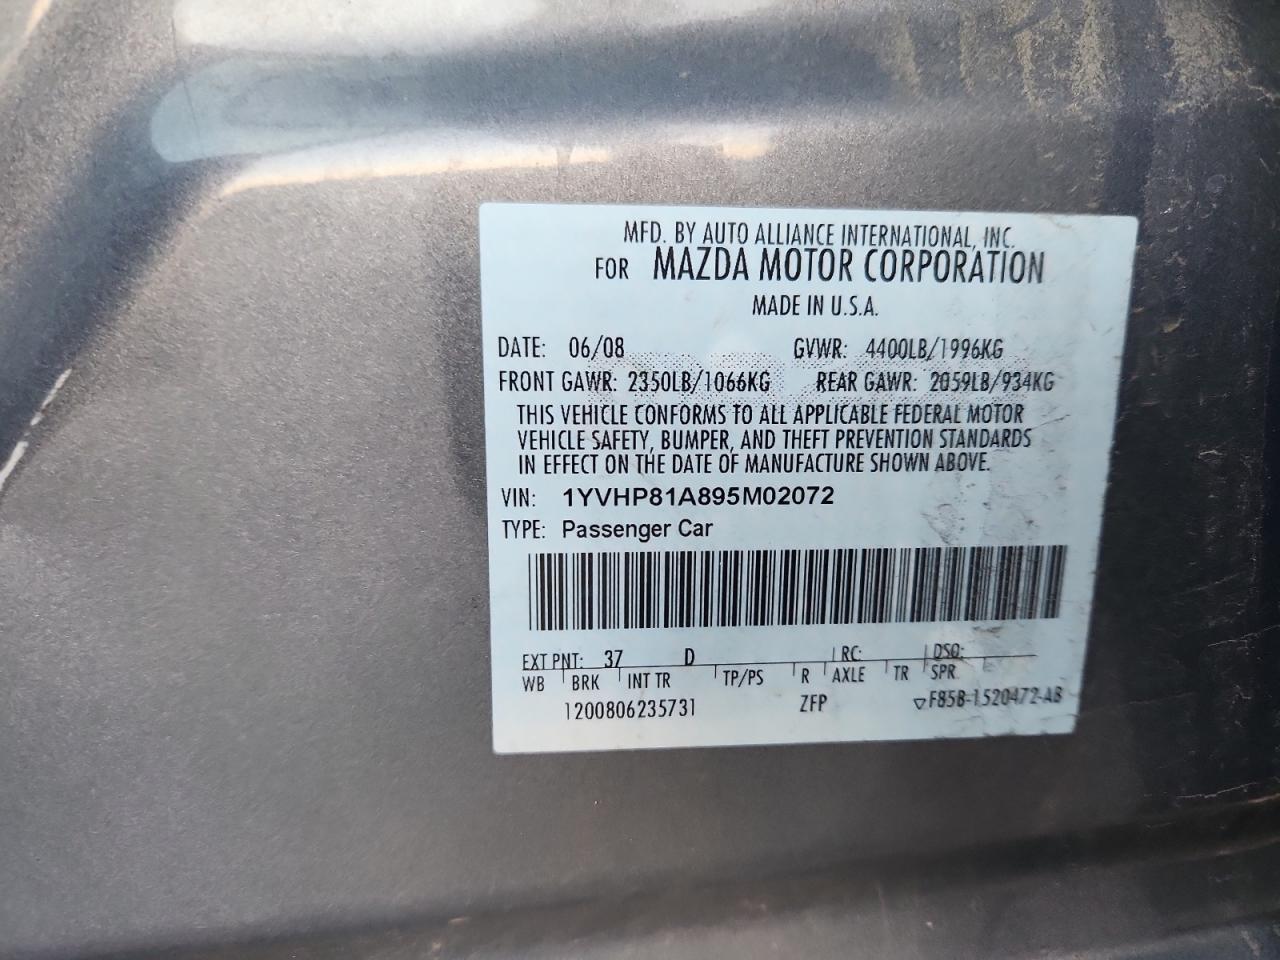 MFD. BY AUTO ALLIANCE INTERNATIONAL, INC.
FOR MAZDA MOTOR CORPORATION
MADE IN U.S.A.
DATE: 06/08 GVWR: 4400LB/1996KG
FRONT GAWR: 2350LB/1066KG REAR GAWR: 2059LB/934KG
THIS VEHICLE CONFORMS TO ALL APPLICABLE FEDERAL MOTOR
VEHICLE SAFETY, BUMPER, AND THEFT PREVENTION STANDARDS
IN EFFECT ON THE DATE OF MANUFACTURE SHOWN ABOVE.
VIN: 1YVHP81A895M02072
TYPE: Passenger Car
EXT PNT: 37 D RC: DSO:
WB BRK INT TR TP/PS R AXLE TR SPR
1200806235731 ZFP ▽F85B-1520472-AB